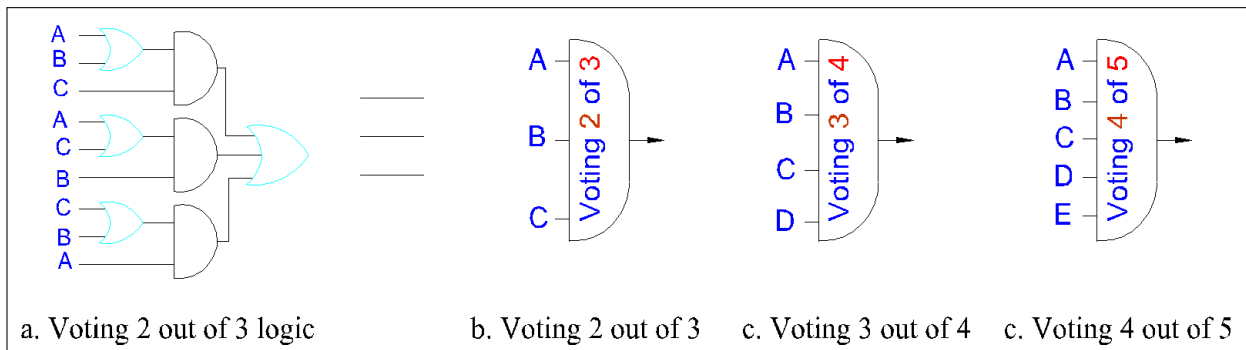 A
B
C
A
C
B
C
B
A
A
B
C
Voting 2 of 3
A
B
C
D
Voting 3 of 4
A
B
C
D
E
Voting 4 of 5
a. Voting 2 out of 3 logic
b. Voting 2 out of 3
c. Voting 3 out of 4
c. Voting 4 out of 5